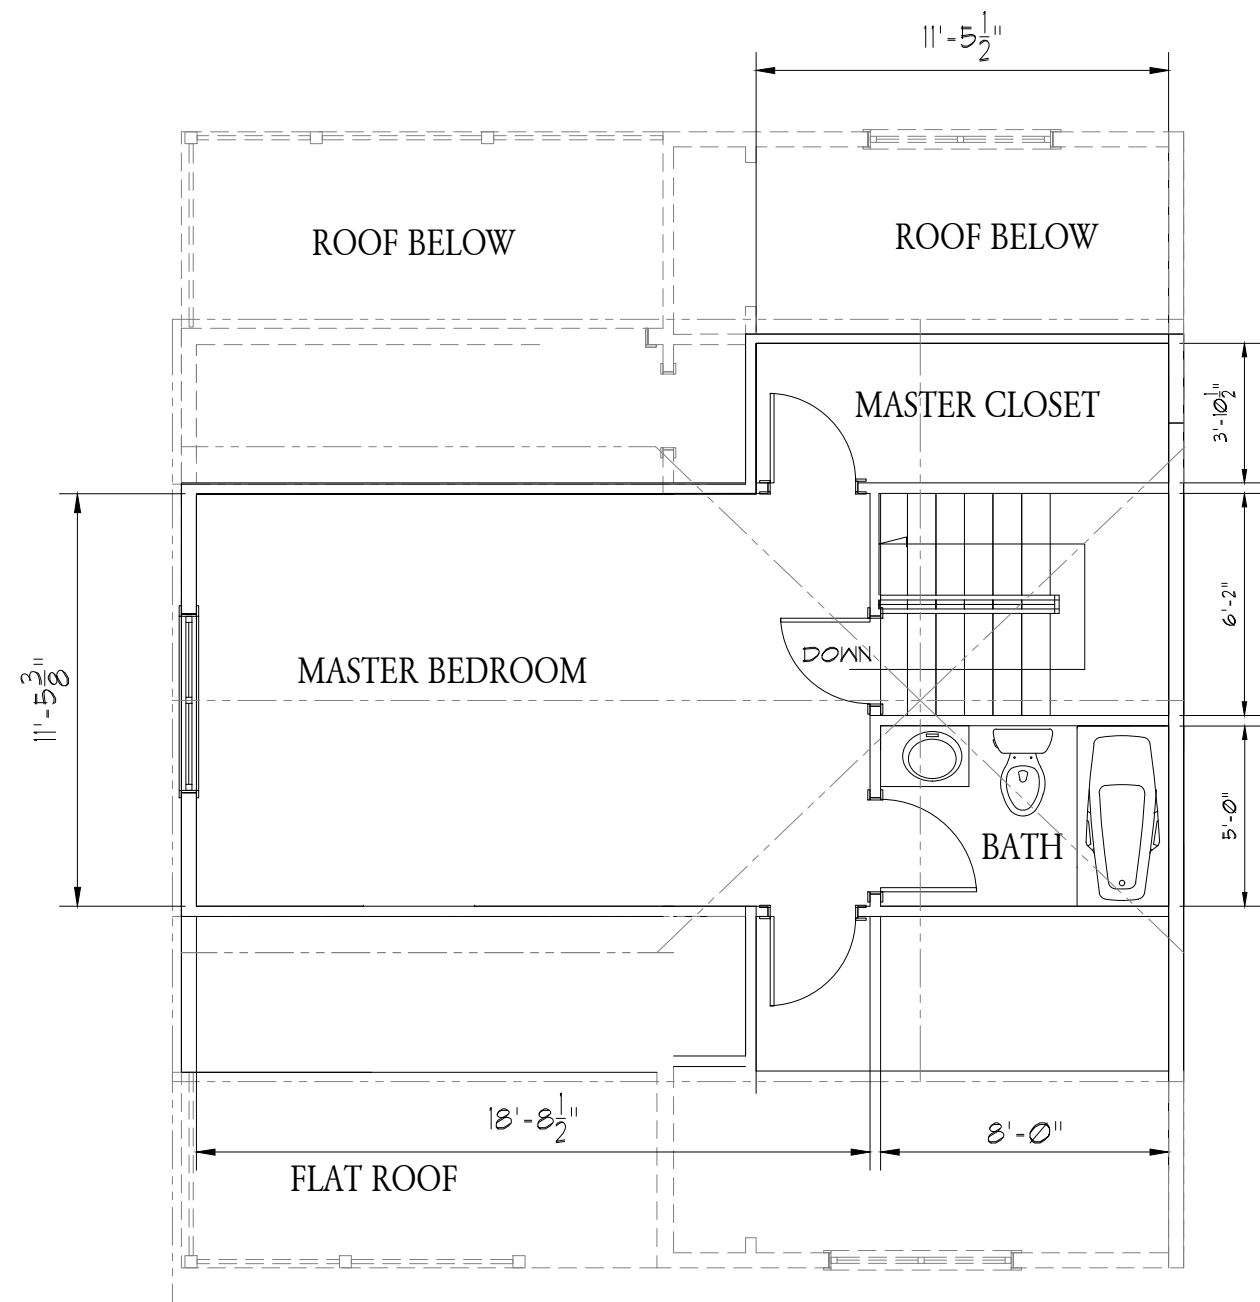 11'-5 1/2"
ROOF BELOW
ROOF BELOW
MASTER CLOSET
3'-10 1/2"
6'-2"
DOWN
MASTER BEDROOM
11'-5 3/8"
5'-0"
BATH
18'-8 1/2"
8'-0"
FLAT ROOF